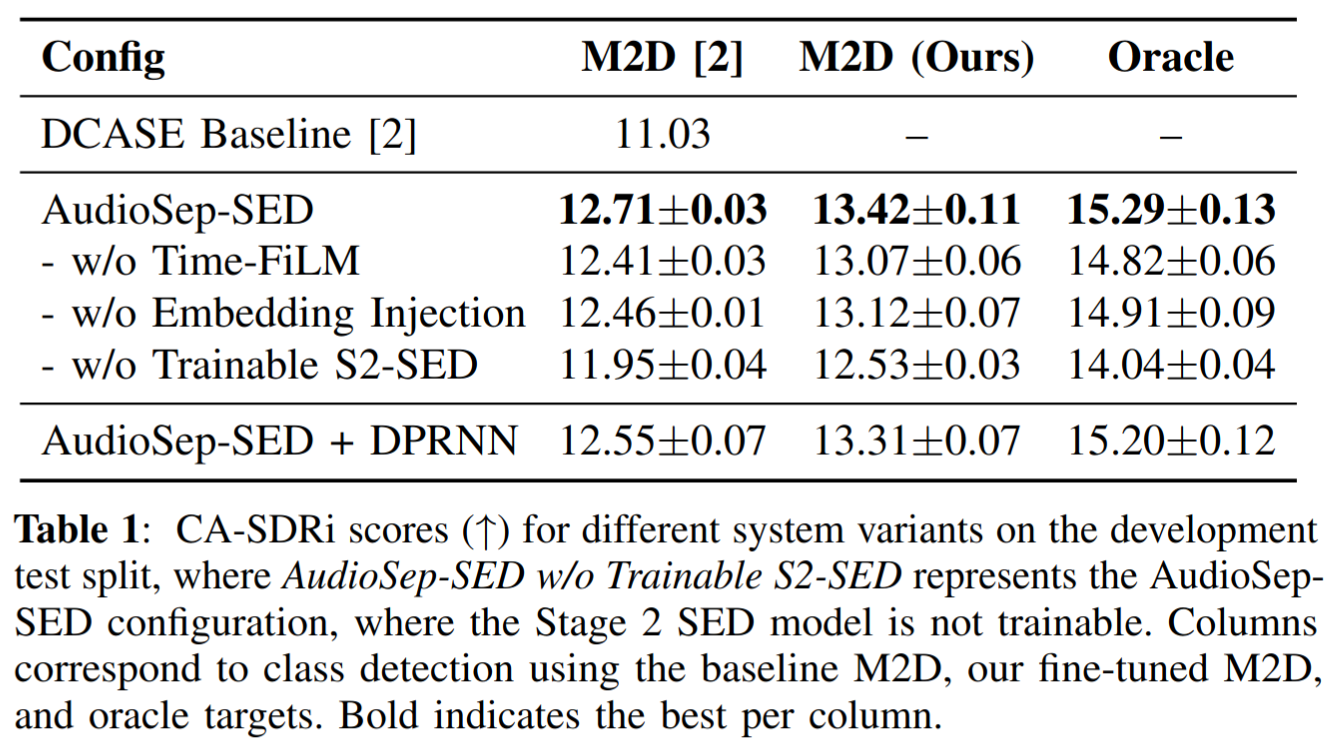 Config M2D [2] M2D (Ours) Oracle
DCASE Baseline [2] 11.03 – –
AudioSep-SED 12.71±0.03 13.42±0.11 15.29±0.13
- w/o Time-FiLM 12.41±0.03 13.07±0.06 14.82±0.06
- w/o Embedding Injection 12.46±0.01 13.12±0.07 14.91±0.09
- w/o Trainable S2-SED 11.95±0.04 12.53±0.03 14.04±0.04
AudioSep-SED + DPRNN 12.55±0.07 13.31±0.07 15.20±0.12
Table 1: CA-SDRi scores (↑) for different system variants on the development
test split, where AudioSep-SED w/o Trainable S2-SED represents the AudioSep-
SED configuration, where the Stage 2 SED model is not trainable. Columns
correspond to class detection using the baseline M2D, our fine-tuned M2D,
and oracle targets. Bold indicates the best per column.